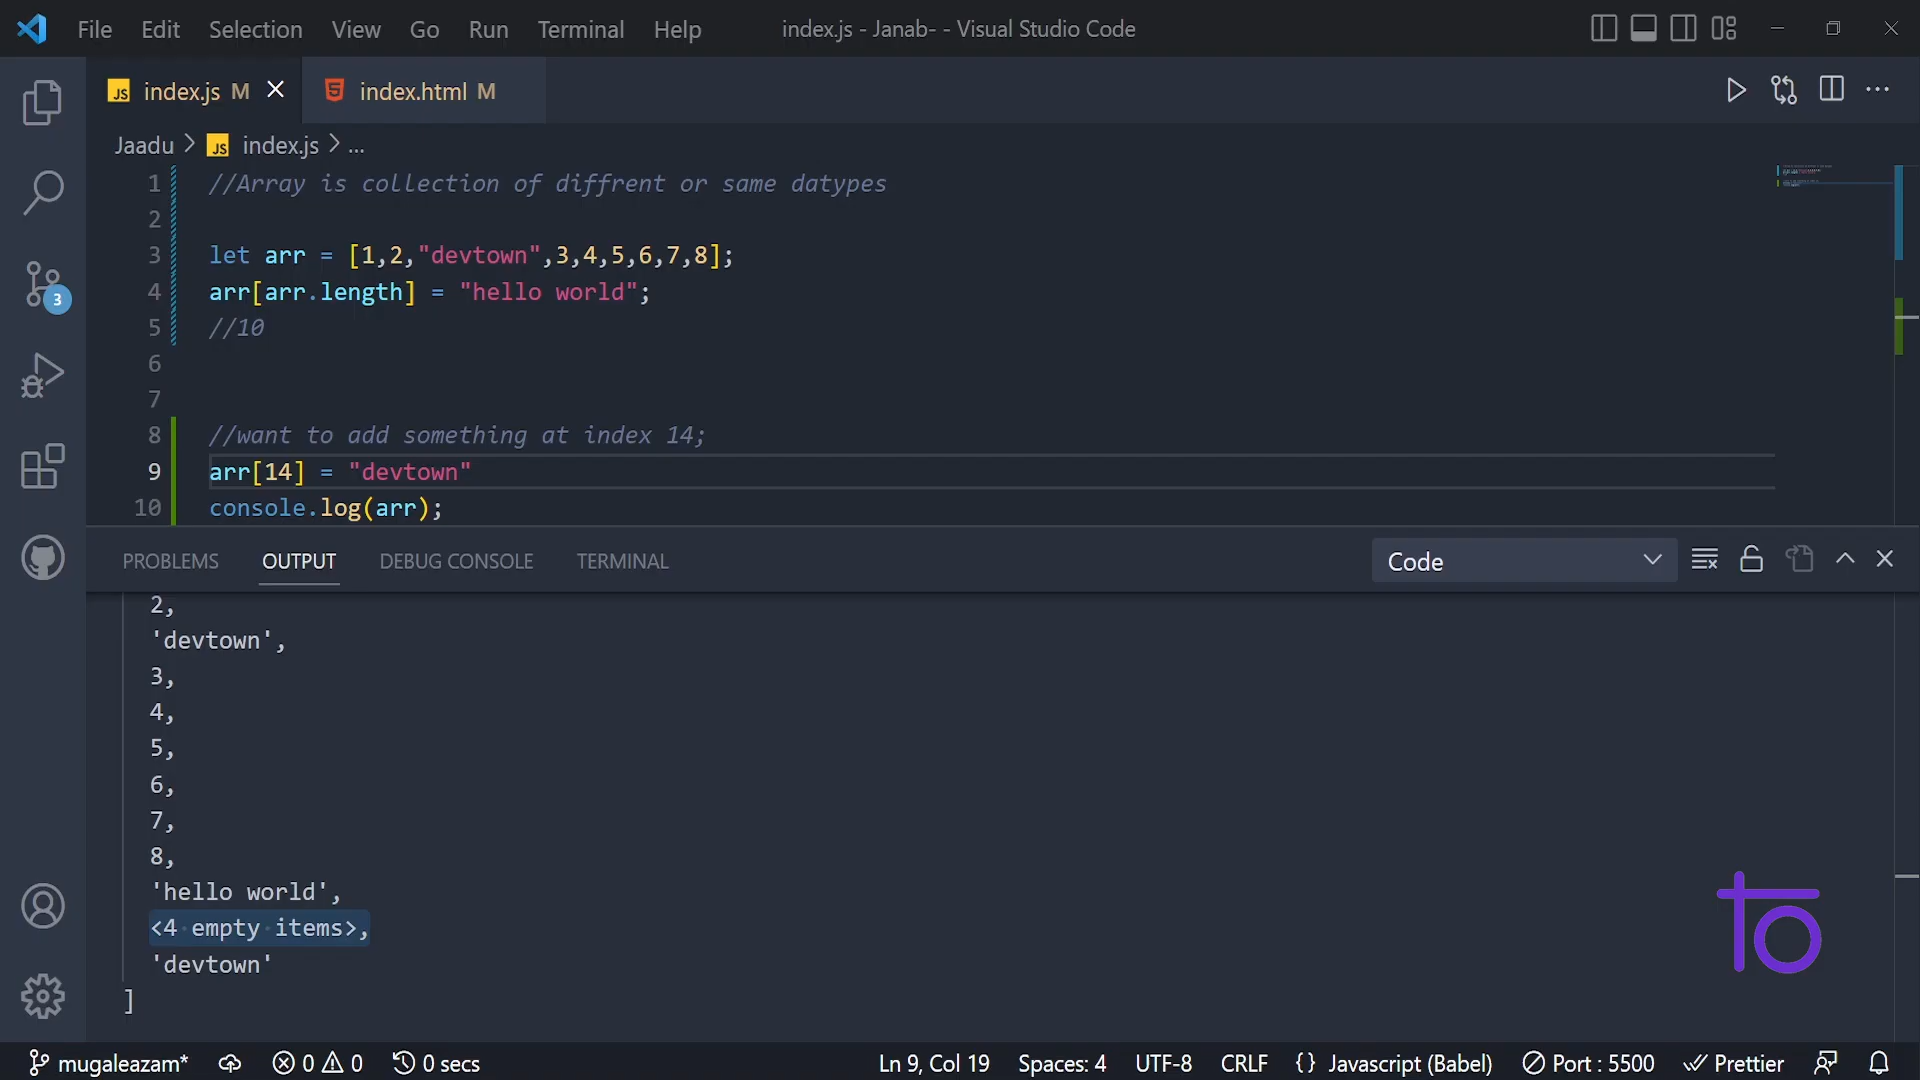 File Edit Selection View Go Run Terminal Help index.js - Janab- - Visual Studio Code
JS index.js M index.html M
Jaadu > JS index.js > ...
1 //Array is collection of diffrent or same datypes
2
3 let arr = [1,2,"devtown",3,4,5,6,7,8];
4 arr[arr.length] = "hello world";
5 //10
6
7
8 //want to add something at index 14;
9 arr[14] = "devtown"
10 console.log(arr);
3
PROBLEMS OUTPUT DEBUG CONSOLE TERMINAL Code
2,
'devtown',
3,
4,
5,
6,
7,
8,
'hello world',
<4 empty items>,
'devtown'
]
mugaleazam* 0 0 0 secs Ln 9, Col 19 Spaces: 4 UTF-8 CRLF {} Javascript (Babel) Port : 5500 Prettier